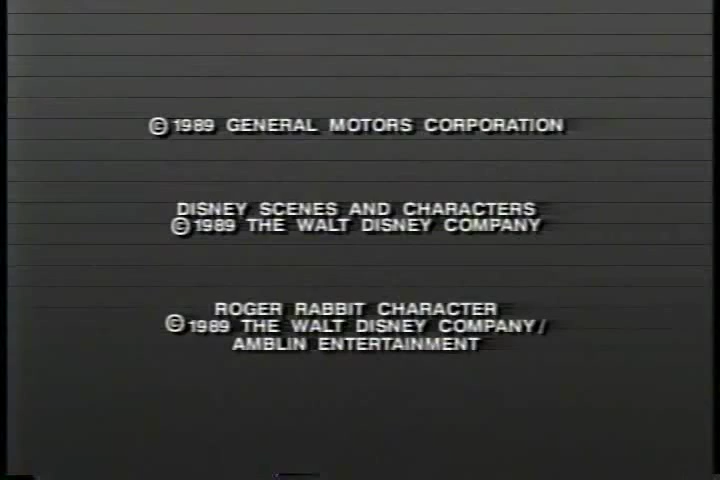 © 1989 GENERAL MOTORS CORPORATION
DISNEY SCENES AND CHARACTERS
© 1989 THE WALT DISNEY COMPANY
ROGER RABBIT CHARACTER
© 1989 THE WALT DISNEY COMPANY/
AMBLIN ENTERTAINMENT